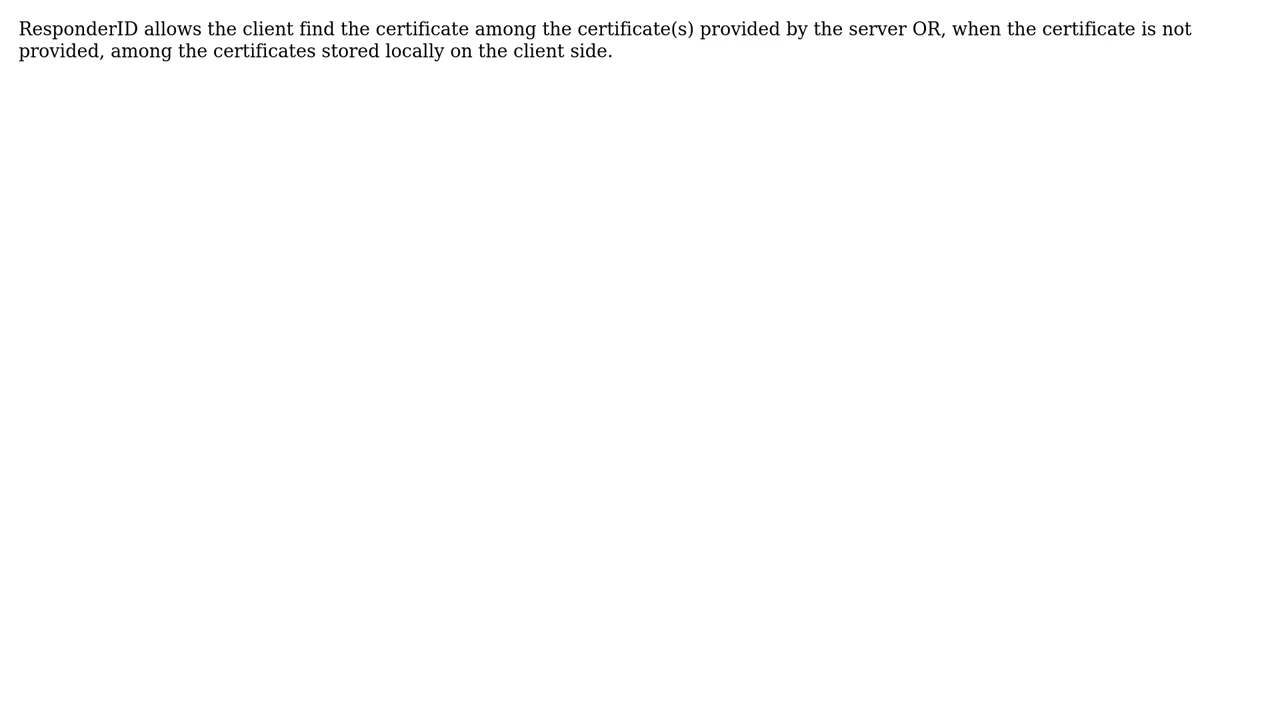 ResponderID allows the client find the certificate among the certificate(s) provided by the server OR, when the certificate is not
provided, among the certificates stored locally on the client side.